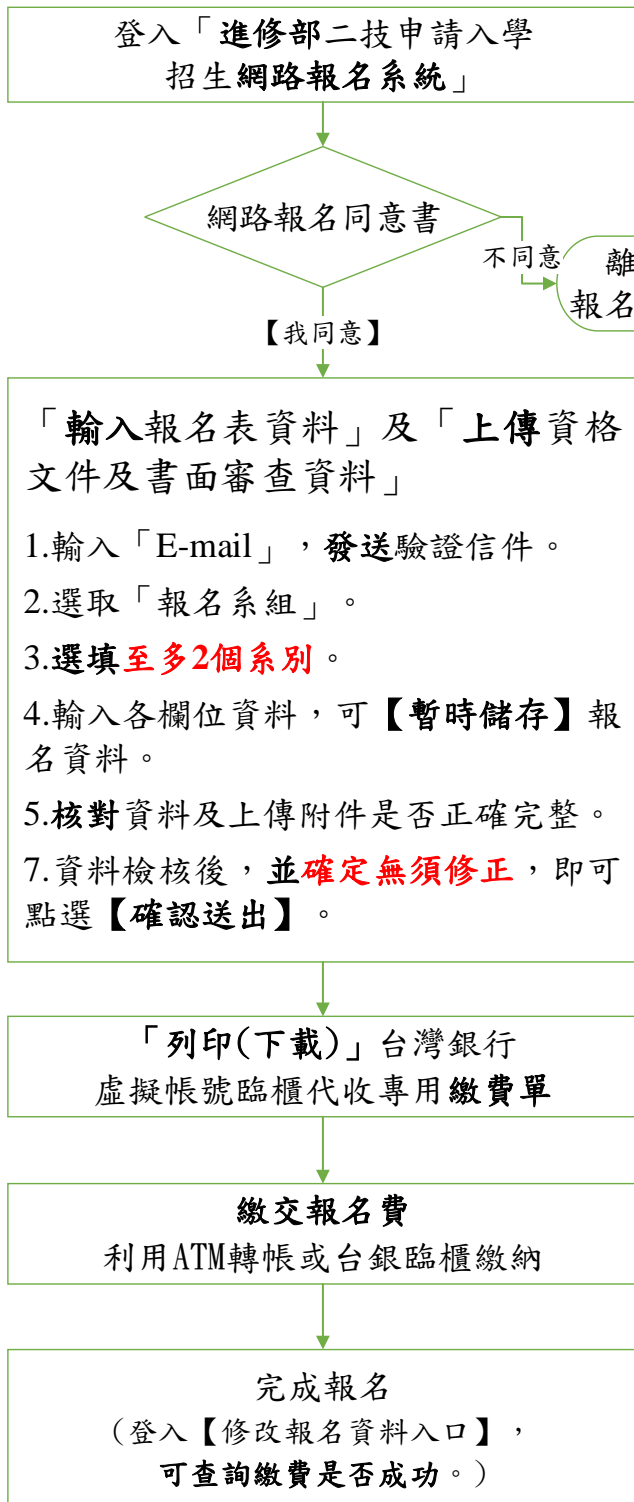 登入「進修部二技申請入學
招生網路報名系統」
網路報名同意書
不同意
離
報名
【我同意】
「輸入報名表資料」及「上傳資格
文件及書面審查資料」
1.輸入「E-mail」，發送驗證信件。
2.選取「報名系組」。
3.選填至多2個系別。
4.輸入各欄位資料，可【暫時儲存】報
名資料。
5.核對資料及上傳附件是否正確完整。
7.資料檢核後，並確定無須修正，即可
點選【確認送出】。
「列印(下載)」台灣銀行
虛擬帳號臨櫃代收專用繳費單
繳交報名費
利用ATM轉帳或台銀臨櫃繳納
完成報名
（登入【修改報名資料入口】，
可查詢繳費是否成功。）